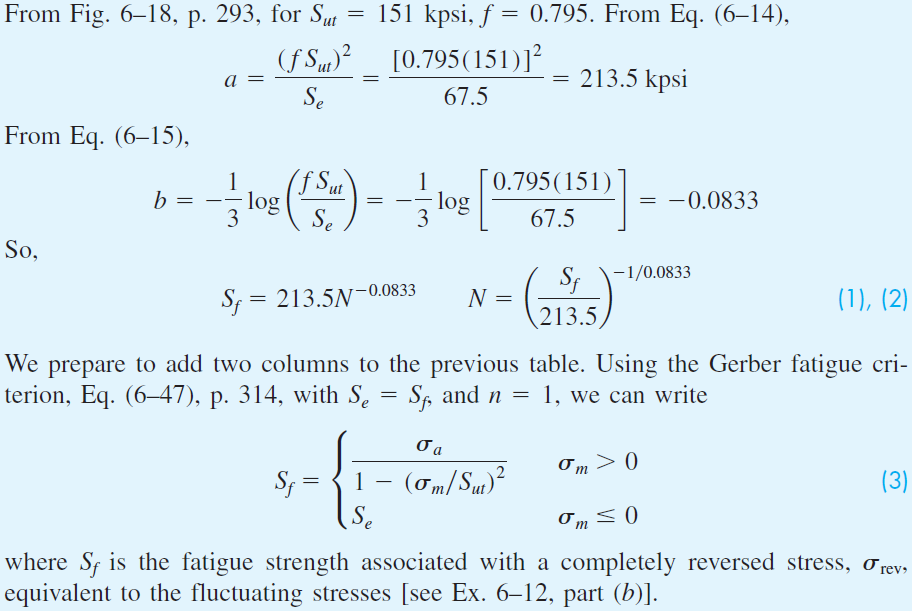 From Fig. 6–18, p. 293, for S_ut = 151 kpsi, f = 0.795. From Eq. (6–14),
a = (f S_ut)² / S_e = [0.795(151)]² / 67.5 = 213.5 kpsi
From Eq. (6–15),
b = −1/3 log (f S_ut / S_e) = −1/3 log [0.795(151) / 67.5] = −0.0833
So,
S_f = 213.5N^−0.0833 N = (S_f / 213.5)^−1/0.0833 (1), (2)
We prepare to add two columns to the previous table. Using the Gerber fatigue cri-
terion, Eq. (6–47), p. 314, with S_e = S_f, and n = 1, we can write
S_f = { σ_a / (1 − (σ_m/S_ut)²) σ_m > 0 (3)
S_e σ_m ≤ 0
where S_f is the fatigue strength associated with a completely reversed stress, σ_rev,
equivalent to the fluctuating stresses [see Ex. 6–12, part (b)].